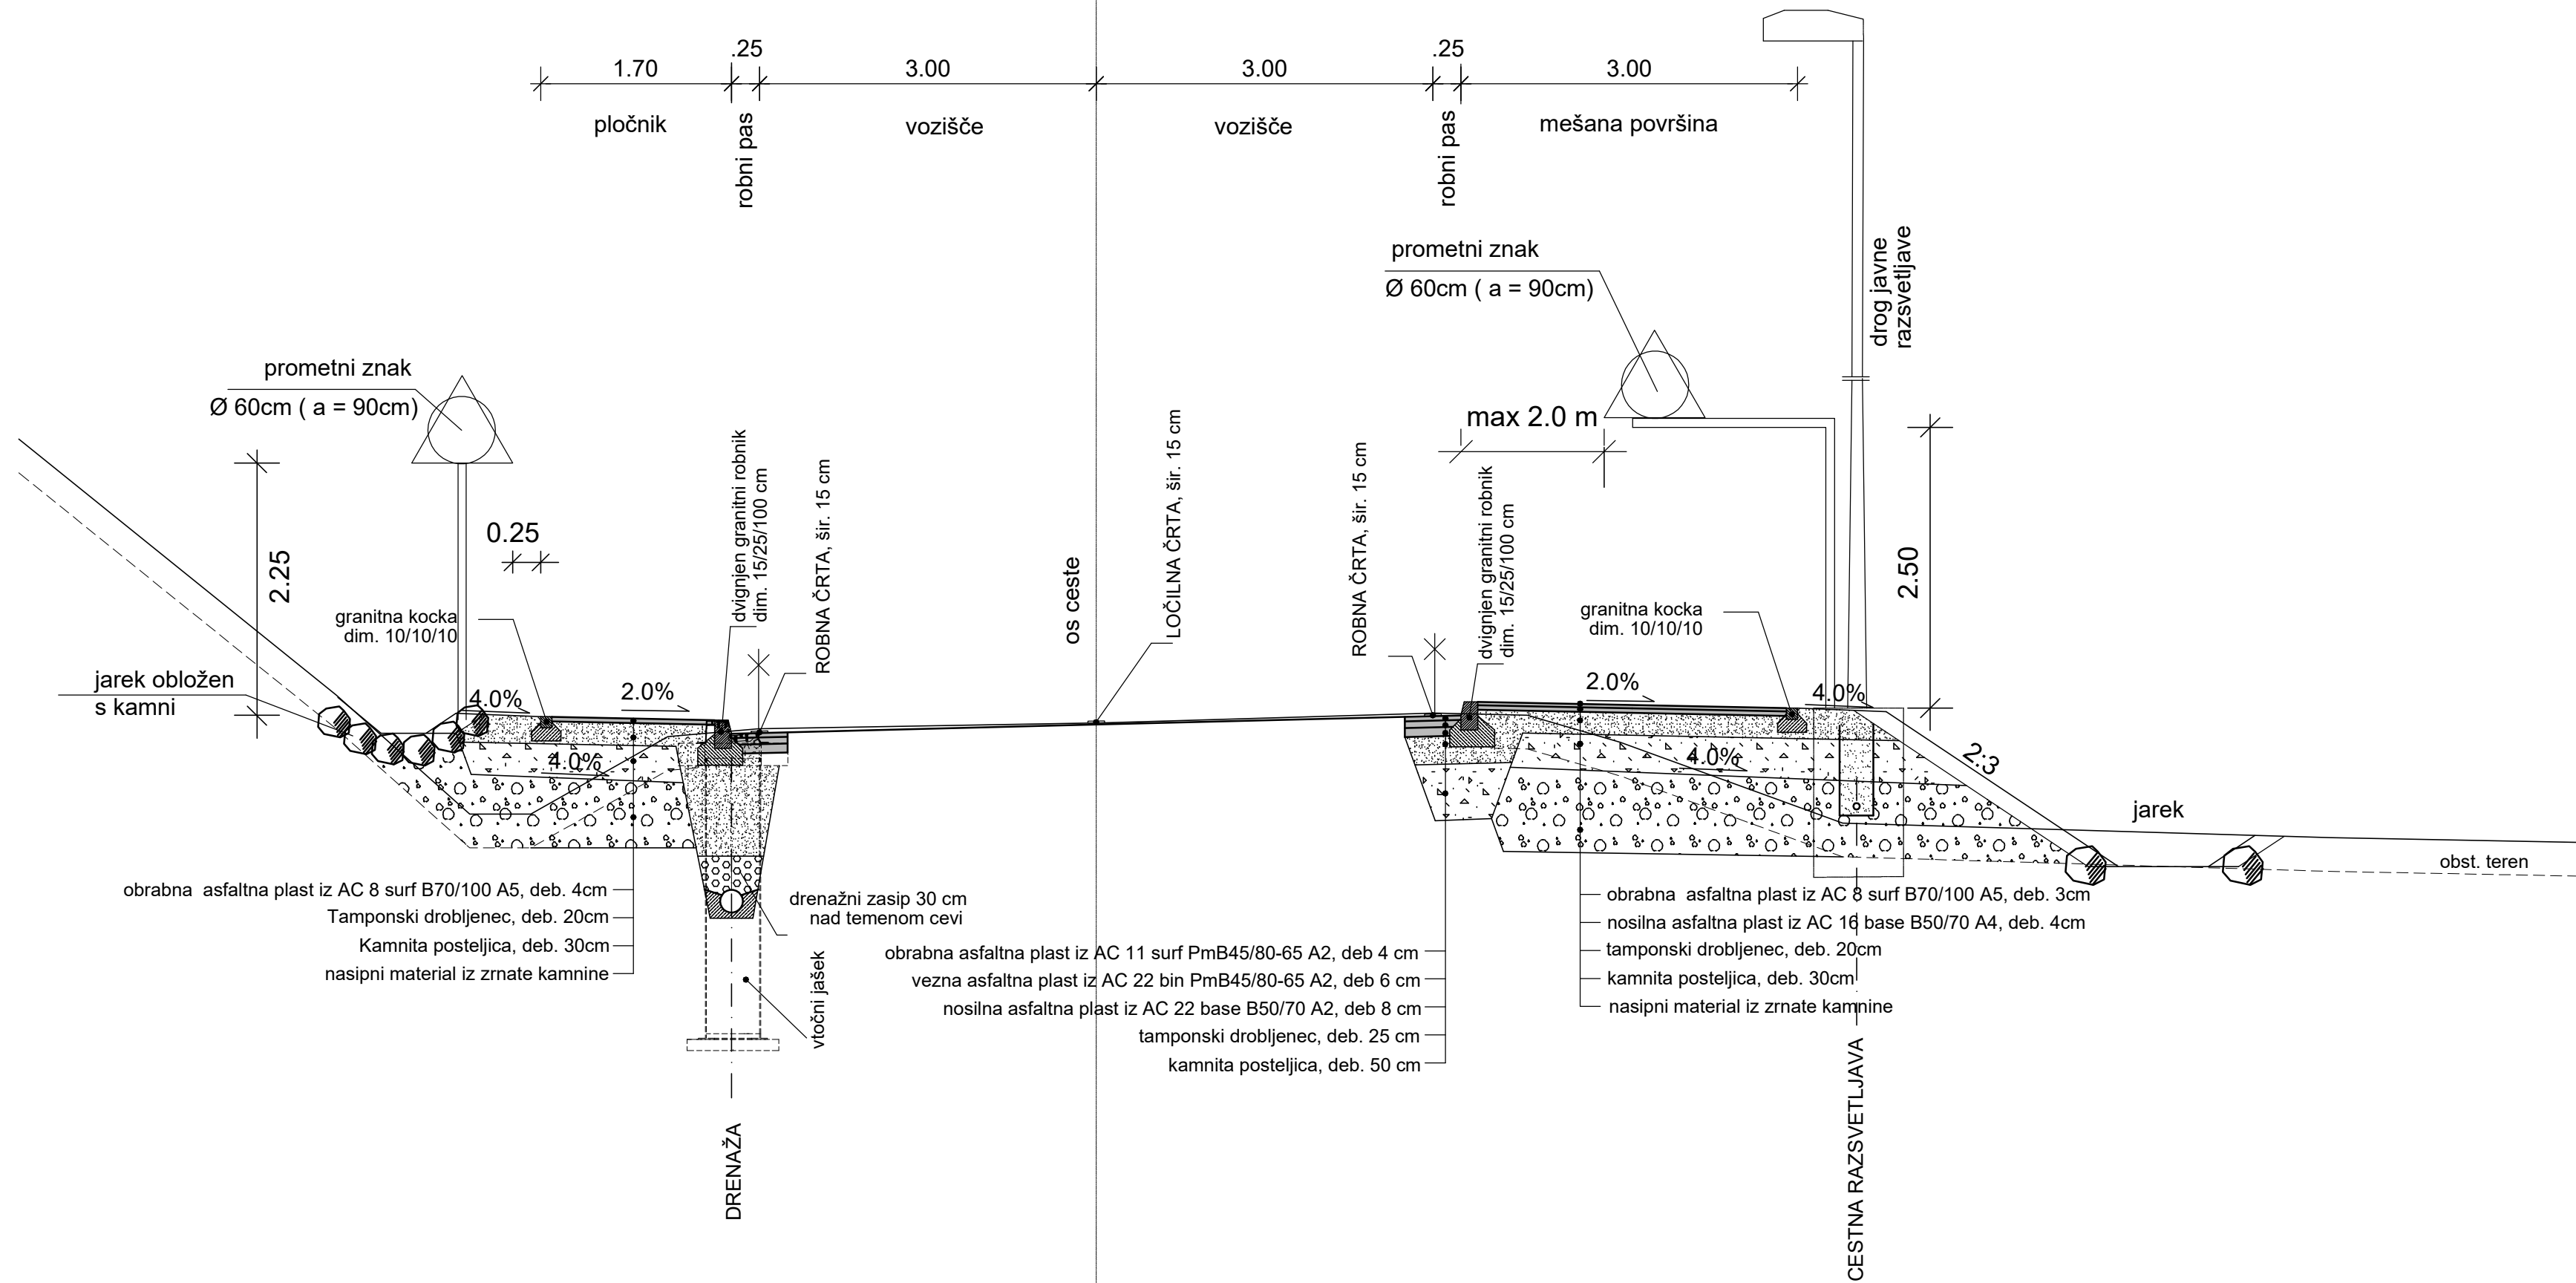 1.70
.25
3.00
3.00
.25
3.00
pločnik
robni pas
vozišče
vozišče
robni pas
mešana površina
prometni znak
Ø 60cm ( a = 90cm)
drog javne
razsvetljave
prometni znak
Ø 60cm ( a = 90cm)
max 2.0 m
2.25
0.25
dvignjen granitni robnik
dim. 15/25/100 cm
ROBNA ČRTA, šir. 15 cm
os ceste
LOČILNA ČRTA, šir. 15 cm
ROBNA ČRTA, šir. 15 cm
dvignjen granitni robnik
dim. 15/25/100 cm
2.50
granitna kocka
dim. 10/10/10
granitna kocka
dim. 10/10/10
jarek obložen
s kamni
4.0%
2.0%
2.0%
4.0%
4.0%
4.0%
2:3
jarek
obst. teren
obrabna  asfaltna plast iz AC 8 surf B70/100 A5, deb. 4cm
Tamponski drobljenec, deb. 20cm
Kamnita posteljica, deb. 30cm
nasipni material iz zrnate kamnine
drenažni zasip 30 cm
nad temenom cevi
vtočni jašek
obrabna asfaltna plast iz AC 11 surf PmB45/80-65 A2, deb 4 cm
vezna asfaltna plast iz AC 22 bin PmB45/80-65 A2, deb 6 cm
nosilna asfaltna plast iz AC 22 base B50/70 A2, deb 8 cm
tamponski drobljenec, deb. 25 cm
kamnita posteljica, deb. 50 cm
obrabna  asfaltna plast iz AC 8 surf B70/100 A5, deb. 3cm
nosilna asfaltna plast iz AC 16 base B50/70 A4, deb. 4cm
tamponski drobljenec, deb. 20cm
kamnita posteljica, deb. 30cm
nasipni material iz zrnate kamnine
DRENAŽA
CESTNA RAZSVETLJAVA